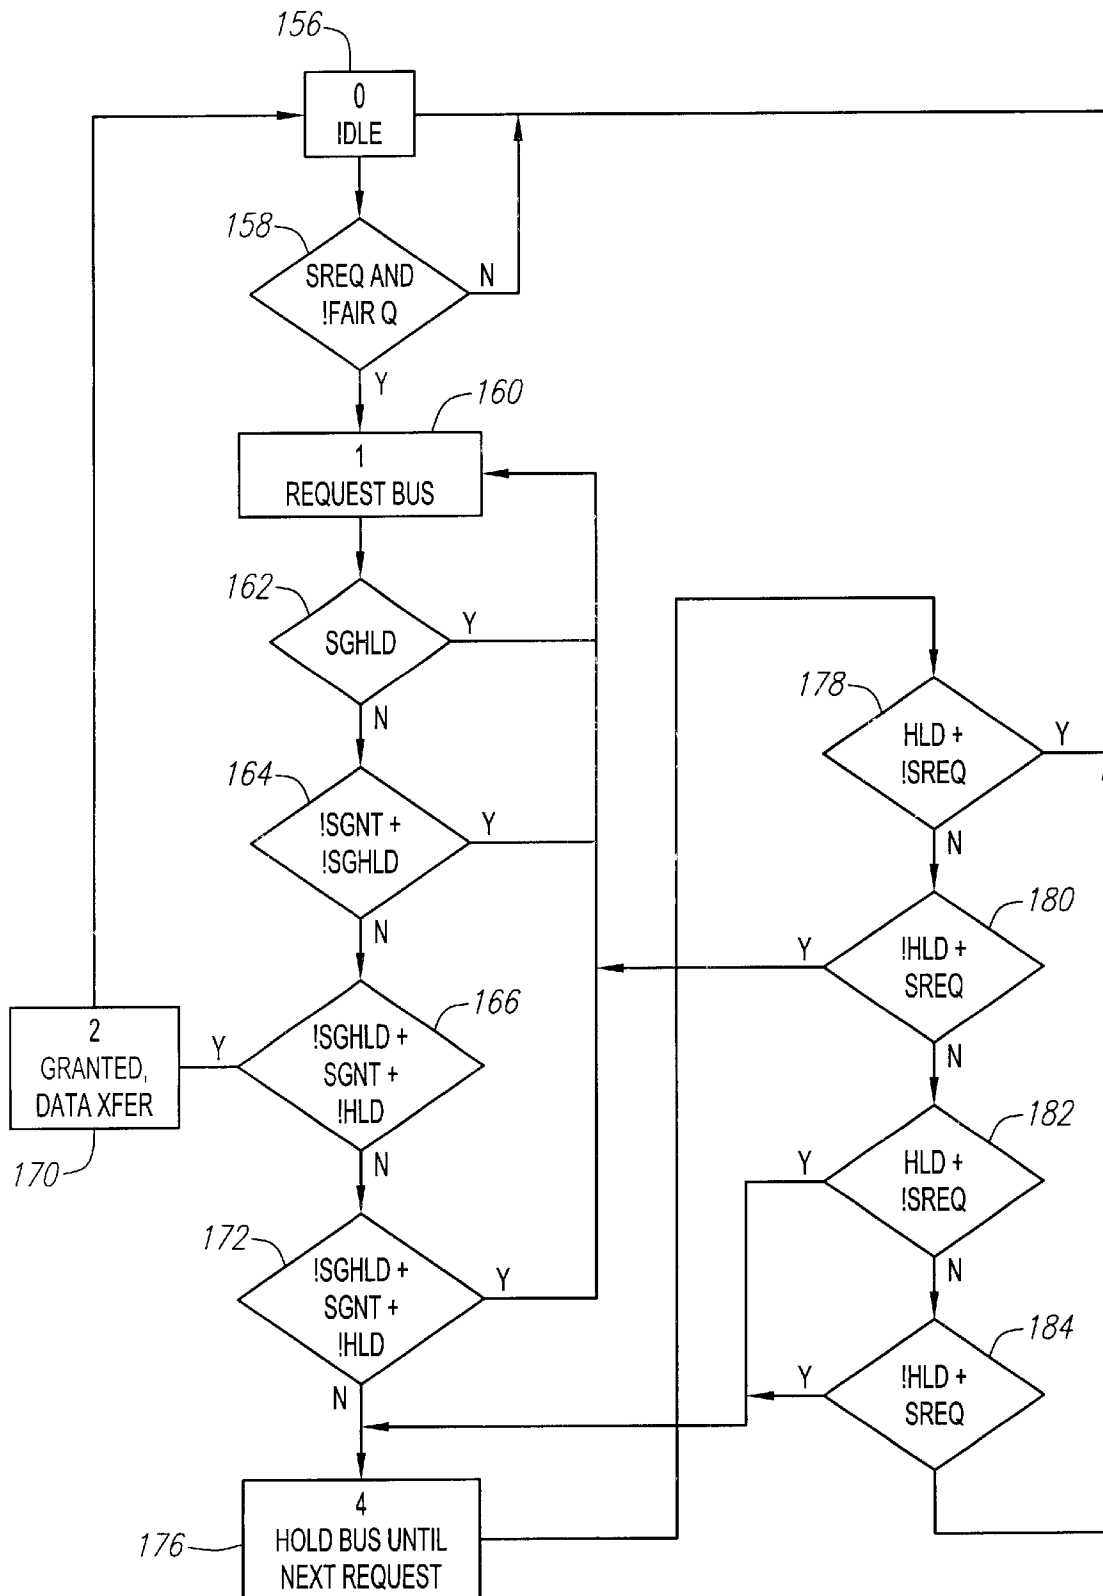 156
0
IDLE
158
SREQ AND
!FAIR Q
N
Y
160
1
REQUEST BUS
162
SGHLD
Y
N
178
HLD +
!SREQ
Y
N
164
!SGNT +
!SGHLD
Y
N
180
!HLD +
SREQ
Y
N
166
!SGHLD +
SGNT +
!HLD
Y
N
2
GRANTED,
DATA XFER
170
182
HLD +
!SREQ
Y
N
172
!SGHLD +
SGNT +
!HLD
Y
N
184
!HLD +
SREQ
Y
176
4
HOLD BUS UNTIL
NEXT REQUEST